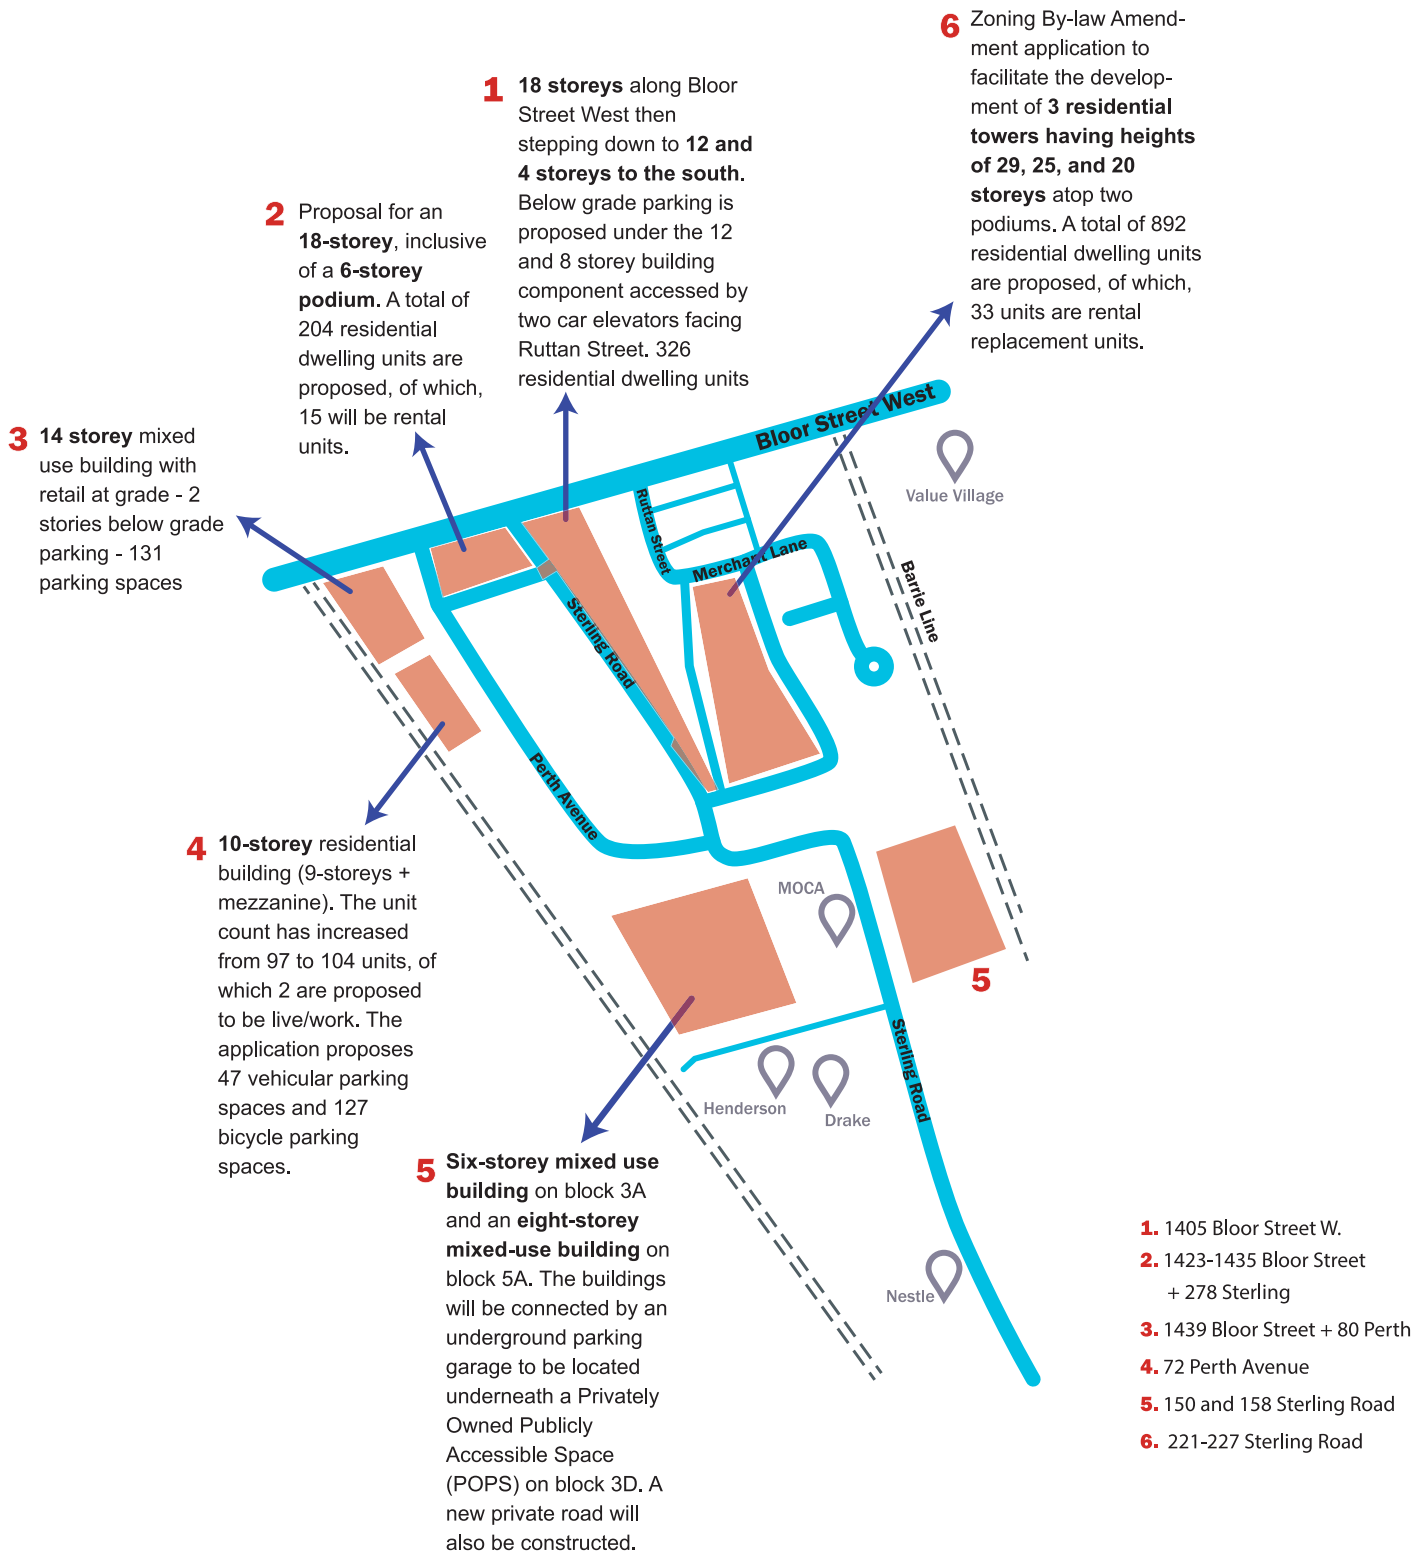 6 Zoning By-law Amend-
ment application to
facilitate the develop-
ment of 3 residential
towers having heights
of 29, 25, and 20
storeys atop two
podiums. A total of 892
residential dwelling units
are proposed, of which,
33 units are rental
replacement units.
1 18 storeys along Bloor
Street West then
stepping down to 12 and
4 storeys to the south.
Below grade parking is
proposed under the 12
and 8 storey building
component accessed by
two car elevators facing
Ruttan Street. 326
residential dwelling units
2 Proposal for an
18-storey, inclusive
of a 6-storey
podium. A total of
204 residential
dwelling units are
proposed, of which,
15 will be rental
units.
3 14 storey mixed
use building with
retail at grade - 2
stories below grade
parking - 131
parking spaces
Bloor Street West
Value Village
Ruttan Street
Merchant Lane
Barrie Line
Sterling Road
Perth Avenue
4 10-storey residential
building (9-storeys +
mezzanine). The unit
count has increased
from 97 to 104 units, of
which 2 are proposed
to be live/work. The
application proposes
47 vehicular parking
spaces and 127
bicycle parking
spaces.
MOCA
5
Sterling Road
Henderson
Drake
Nestle
5 Six-storey mixed use
building on block 3A
and an eight-storey
mixed-use building on
block 5A. The buildings
will be connected by an
underground parking
garage to be located
underneath a Privately
Owned Publicly
Accessible Space
(POPS) on block 3D. A
new private road will
also be constructed.
1. 1405 Bloor Street W.
2. 1423-1435 Bloor Street
+ 278 Sterling
3. 1439 Bloor Street + 80 Perth
4. 72 Perth Avenue
5. 150 and 158 Sterling Road
6. 221-227 Sterling Road